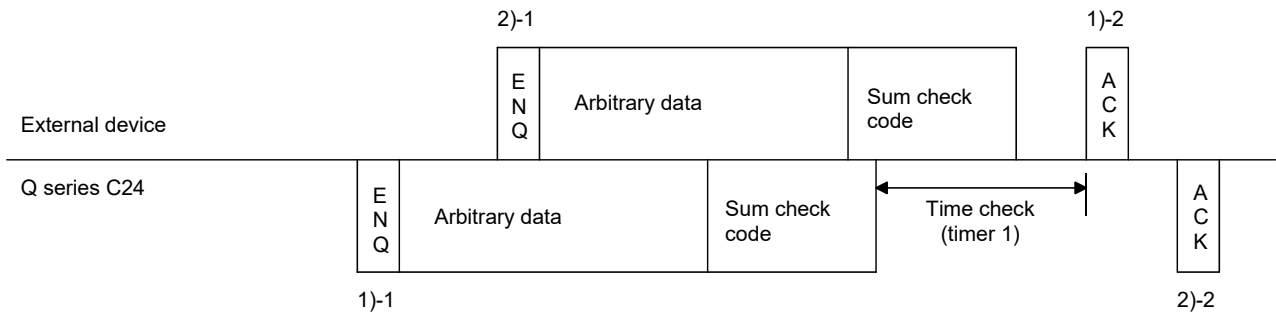 2)-1
1)-2
E
N
Q
Arbitrary data
Sum check
code
A
C
K
External device
Q series C24
E
N
Q
Arbitrary data
Sum check
code
Time check
(timer 1)
A
C
K
1)-1
2)-2